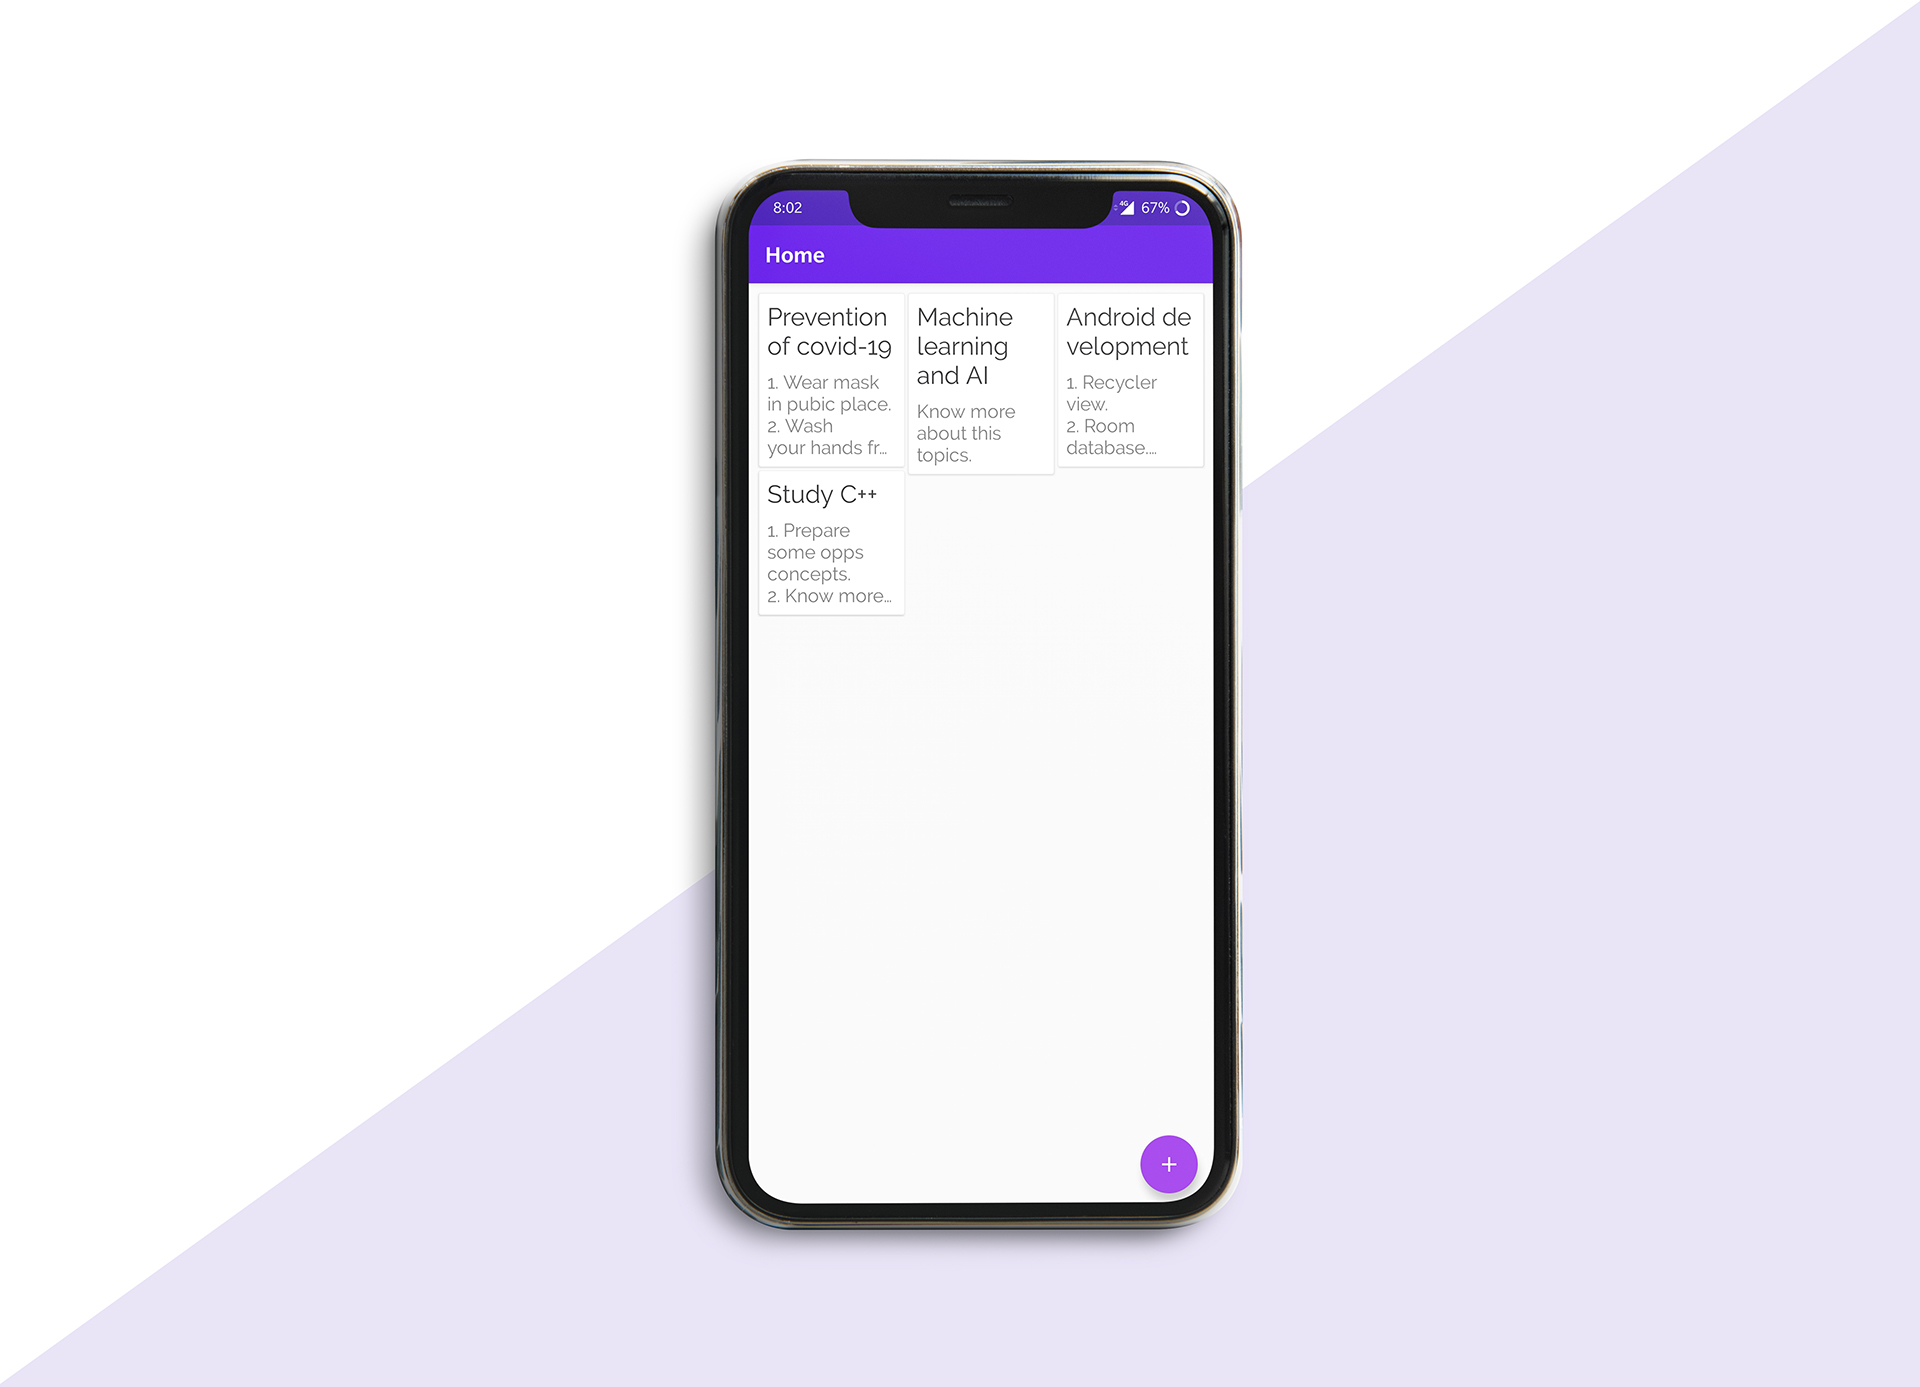 8:02
4G 67%
Home
Prevention
of covid-19
1. Wear mask
in pubic place.
2. Wash
your hands fr...
Machine
learning
and AI
Know more
about this
topics.
Android de
velopment
1. Recycler
view.
2. Room
database....
Study C++
1. Prepare
some opps
concepts.
2. Know more...
+